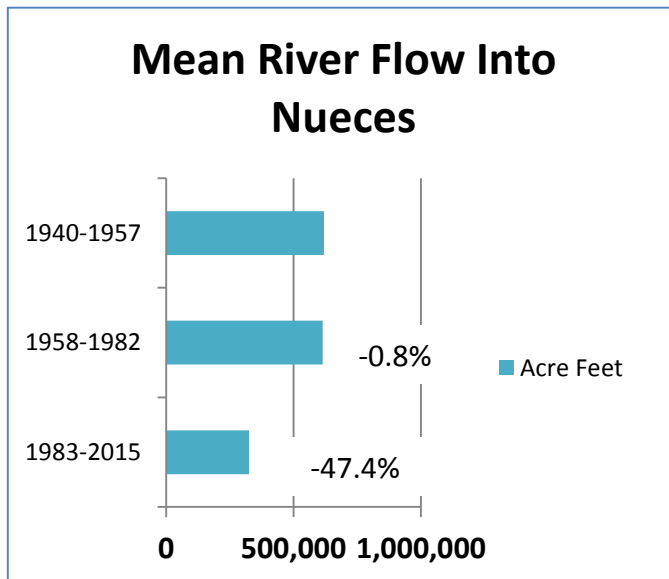 Mean River Flow Into
Nueces
1940-1957
1958-1982
-0.8%
Acre Feet
1983-2015
-47.4%
0
500,000
1,000,000